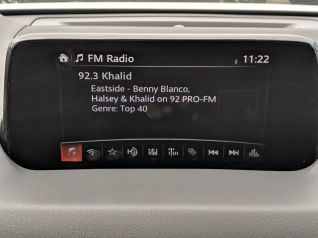 FM Radio 11:22
92.3 Khalid
Eastside - Benny Blanco,
Halsey & Khalid on 92 PRO-FM
Genre: Top 40